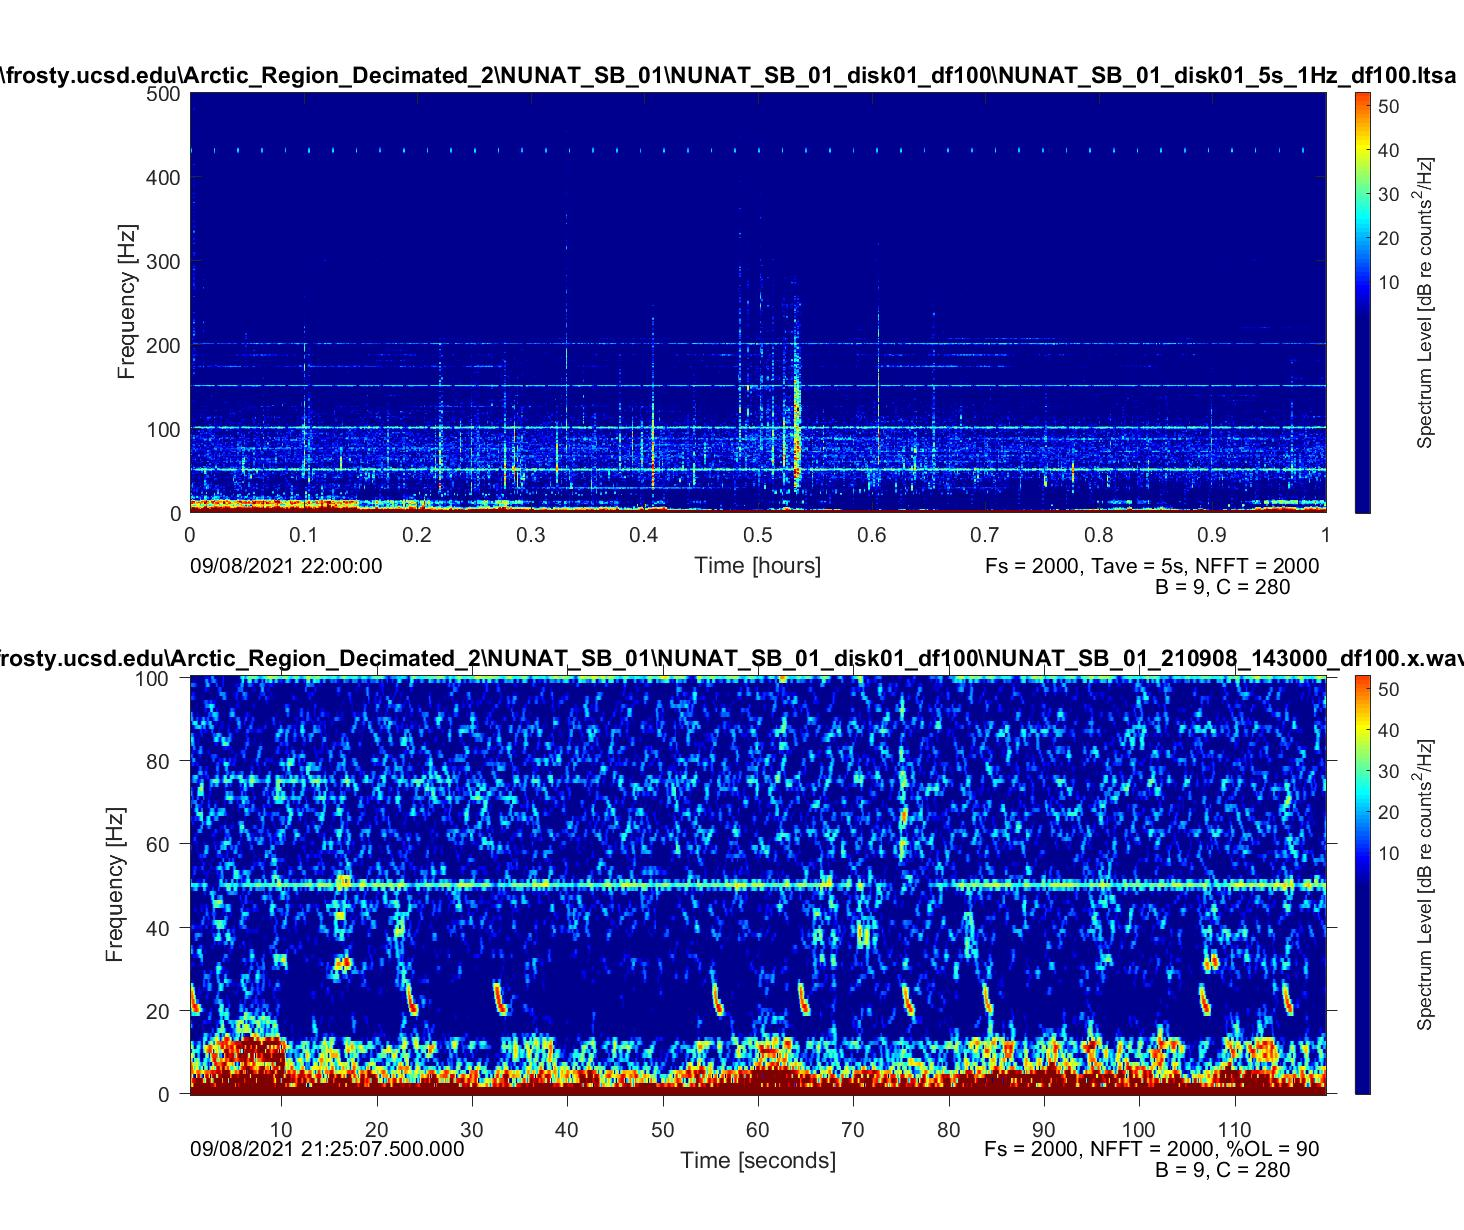 \frosty.ucsd.edu\Arctic_Region_Decimated_2\NUNAT_SB_01\NUNAT_SB_01_disk01_df100\NUNAT_SB_01_disk01_5s_1Hz_df100.ltsa
500
400
300
200
100
0
Frequency [Hz]
0 0.1 0.2 0.3 0.4 0.5 0.6 0.7 0.8 0.9 1
09/08/2021 22:00:00
Time [hours]
Fs = 2000, Tave = 5s, NFFT = 2000
B = 9, C = 280
50
40
30
20
10
Spectrum Level [dB re counts²/Hz]
frosty.ucsd.edu\Arctic_Region_Decimated_2\NUNAT_SB_01\NUNAT_SB_01_disk01_df100\NUNAT_SB_01_210908_143000_df100.x.wav
100
80
60
40
20
0
Frequency [Hz]
10 20 30 40 50 60 70 80 90 100 110
09/08/2021 21:25:07.500.000
Time [seconds]
Fs = 2000, NFFT = 2000, %OL = 90
B = 9, C = 280
50
40
30
20
10
Spectrum Level [dB re counts²/Hz]